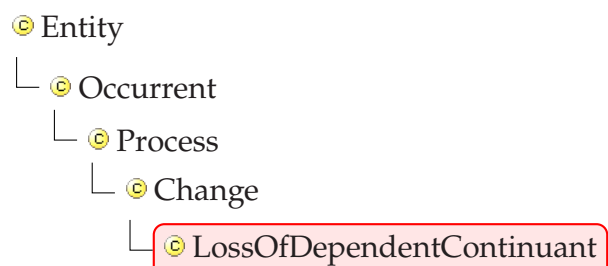 © Entity
© Occurrent
© Process
© Change
© LossOfDependentContinuant